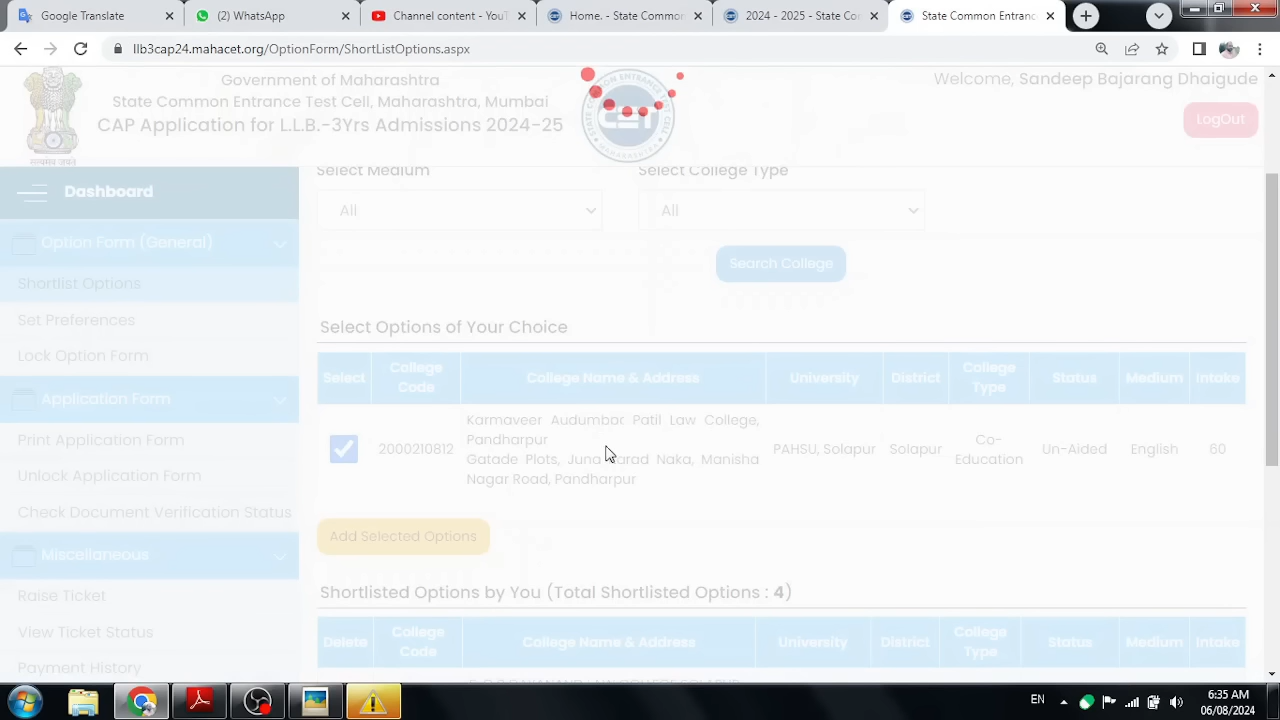 Google Translate
(2) WhatsApp
Channel content - YouT
Home. - State Commo
2024 - 2025 - State Co
State Common Entran
llb3cap24.mahacet.org/OptionForm/ShortListOptions.aspx
Government of Maharashtra
State Common Entrance Test Cell, Maharashtra, Mumbai
CAP Application for L.L.B.-3Yrs Admissions 2024-25
सत्यमेव जयते
Welcome, Sandeep Bajarang Dhaigude
LogOut
Dashboard
Option Form (General)
Shortlist Options
Set Preferences
Lock Option Form
Application Form
Print Application Form
Unlock Application Form
Check Document Verification Status
Miscellaneous
Raise Ticket
View Ticket Status
Payment History
Select Medium
Select College Type
All
All
Search College
Select Options of Your Choice
Select
College Code
College Name & Address
University
District
College Type
Status
Medium
Intake
2000210812
Karmaveer Audumbar Patil Law College,
Pandharpur
Gatade Plots, Juna Karad Naka, Manisha
Nagar Road, Pandharpur
PAHSU, Solapur
Solapur
Co-
Education
Un-Aided
English
60
Add Selected Options
Shortlisted Options by You (Total Shortlisted Options : 4)
Delete
College Code
College Name & Address
University
District
College Type
Status
Medium
Intake
EN
6:35 AM
06/08/2024